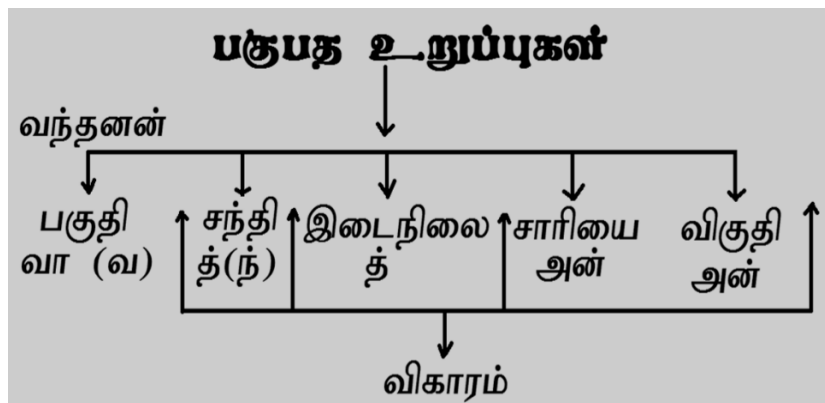 பகுபத உறுப்புகள்
வந்தனன்
பகுதி சந்தி இடைநிலை சாரியை விகுதி
வா (வ) த்(ந்) த் அன் அன்
விகாரம்